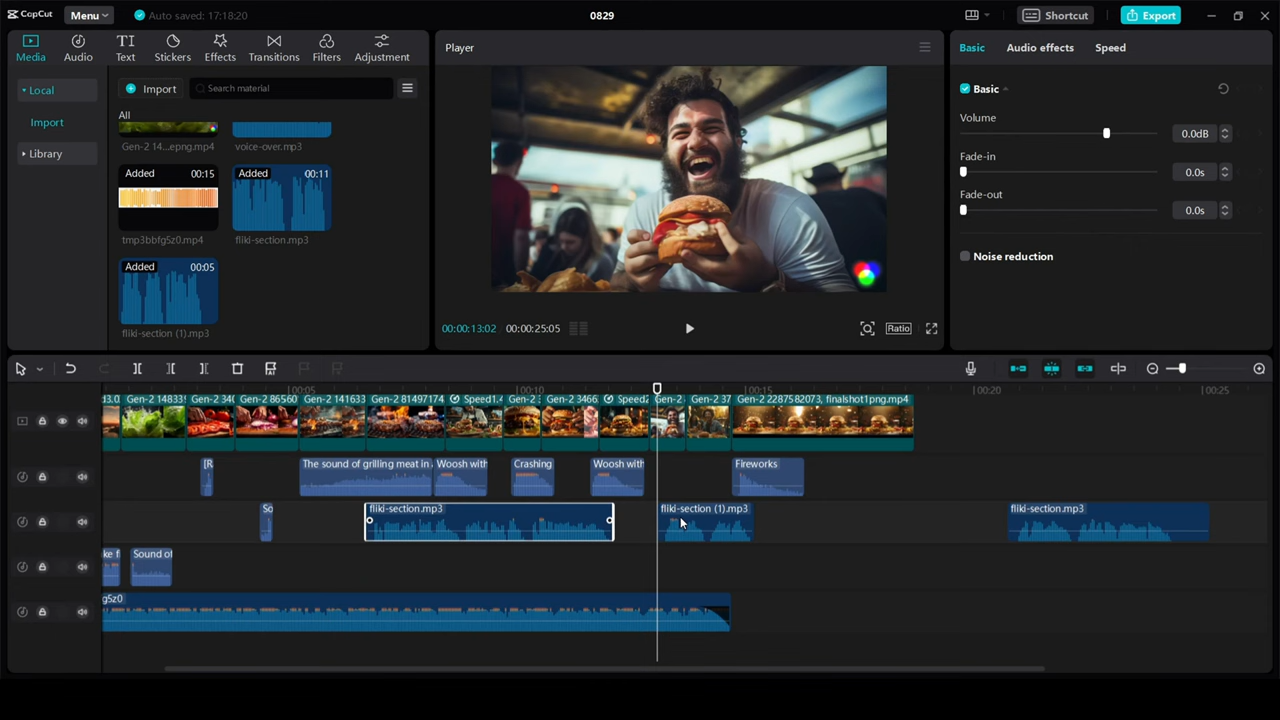 CapCut
Menu
Auto saved: 17:18:20
0829
Shortcut
Export
Media
Audio
Text
Stickers
Effects
Transitions
Filters
Adjustment
Local
Import
Library
Import
Search material
All
Gen-2 14...epng.mp4
voice-over.mp3
Added 00:15
Added 00:11
tmp3bbfg5z0.mp4
fliki-section.mp3
Added 00:05
fliki-section (1).mp3
Player
00:00:13:02 00:00:25:05
Ratio
Basic
Audio effects
Speed
Basic
Volume
0.0dB
Fade-in
0.0s
Fade-out
0.0s
Noise reduction
00:05
00:10
00:15
00:20
00:25
d3.0 Gen-2 14833 Gen-2 340 Gen-2 86560 Gen-2 141633 Gen-2 81497174 Speed1.4 Gen-2 3 Gen-2 3466 Speed2 Gen-2 Gen-2 37 Gen-2 2287582073, finalshot1png.mp4
[R The sound of grilling meat in Woosh with Crashing Woosh with Fireworks
So fliki-section.mp3 fliki-section (1).mp3 fliki-section.mp3
ke f Sound of
g5z0